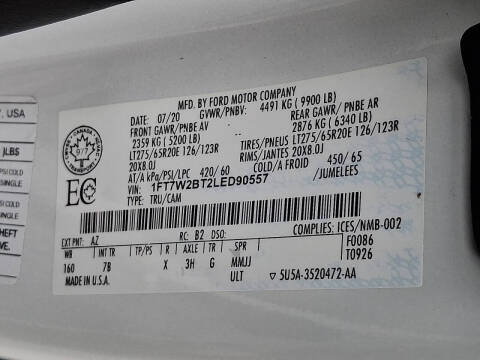 MFD. BY FORD MOTOR COMPANY
DATE: 07/20 GVWR/PNBV: 4491 KG ( 9900 LB)
FRONT GAWR/PNBE AV REAR GAWR/ PNBE AR
2359 KG ( 5200 LB) 2876 KG ( 6340 LB)
LT275/65R20E 126/123R TIRES/PNEUS LT275/65R20E 126/123R
20X8.0J RIMS/JANTES 20X8.0J
AT/A kPa/PSI/LPC 420/ 60 COLD/A FROID 450/ 65
1FT7W2BT2LED90557 /JUMELEES
TYPE: TRU/CAM
COMPLIES: ICES/NMB-002
EXT PNT: AZ RC: B2 DSO: F0086
WB INT TR TP/PS R AXLE TR SPR T0926
160 7B X 3H G MMJJ
MADE IN U.S.A. ULT 5U5A-3520472-AA
CANADA
977
TRANSPORT
EC
, USA
)LBS
PSI COLD
SINGLE
PSI COLD
SINGLE
HEFT
VE ON